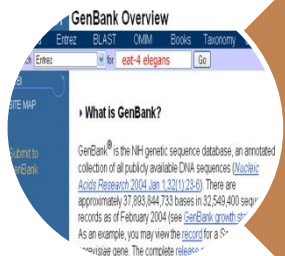 GenBank Overview
Entrez BLAST OMIM Books Taxonomy
Entrez for eat-4 elegans Go
SITE MAP
▸ What is GenBank?
Submit to
GenBank® is the NIH genetic sequence database, an annotated
collection of all publicly available DNA sequences (Nucleic
Acids Research 2004 Jan 1;32(1):23-6). There are
approximately 37,893,844,733 bases in 32,549,400
records as of February 2004 (see GenBank growth
As an example, you may view the record for a
gene. The complete release